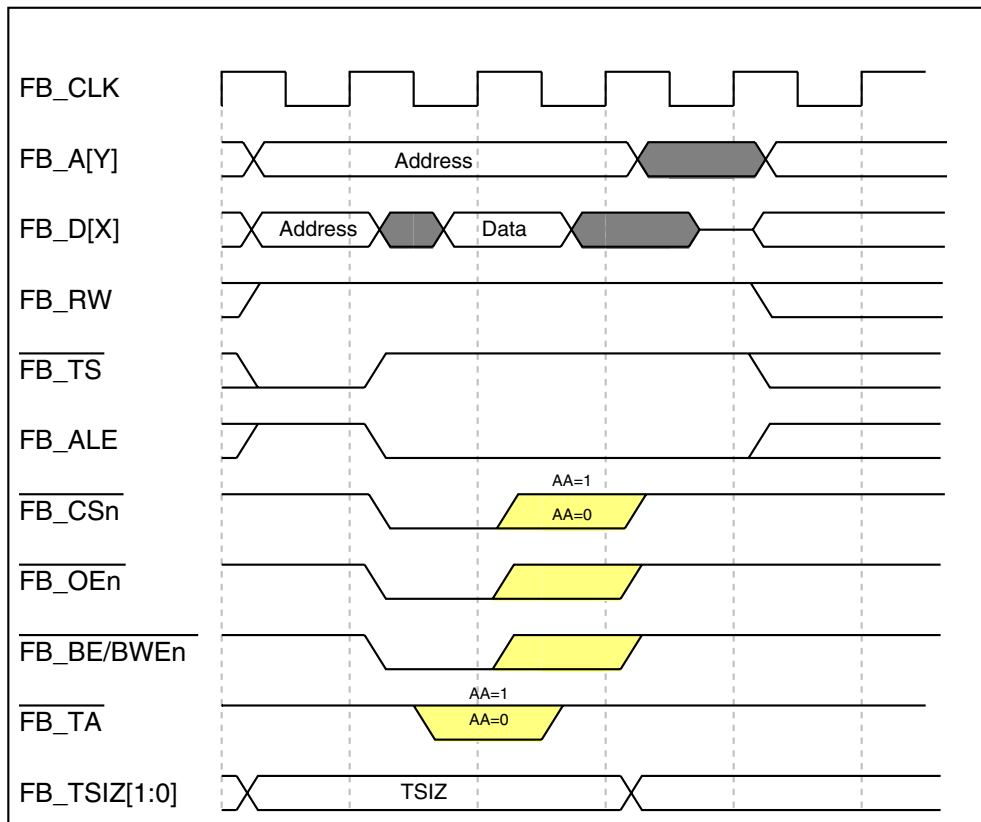 FB_CLK
FB_A[Y]
Address
FB_D[X]
Address
Data
FB_RW
FB_TS
FB_ALE
AA=1
FB_CSn
AA=0
FB_OEn
FB_BE/BWEn
AA=1
FB_TA
AA=0
FB_TSIZ[1:0]
TSIZ